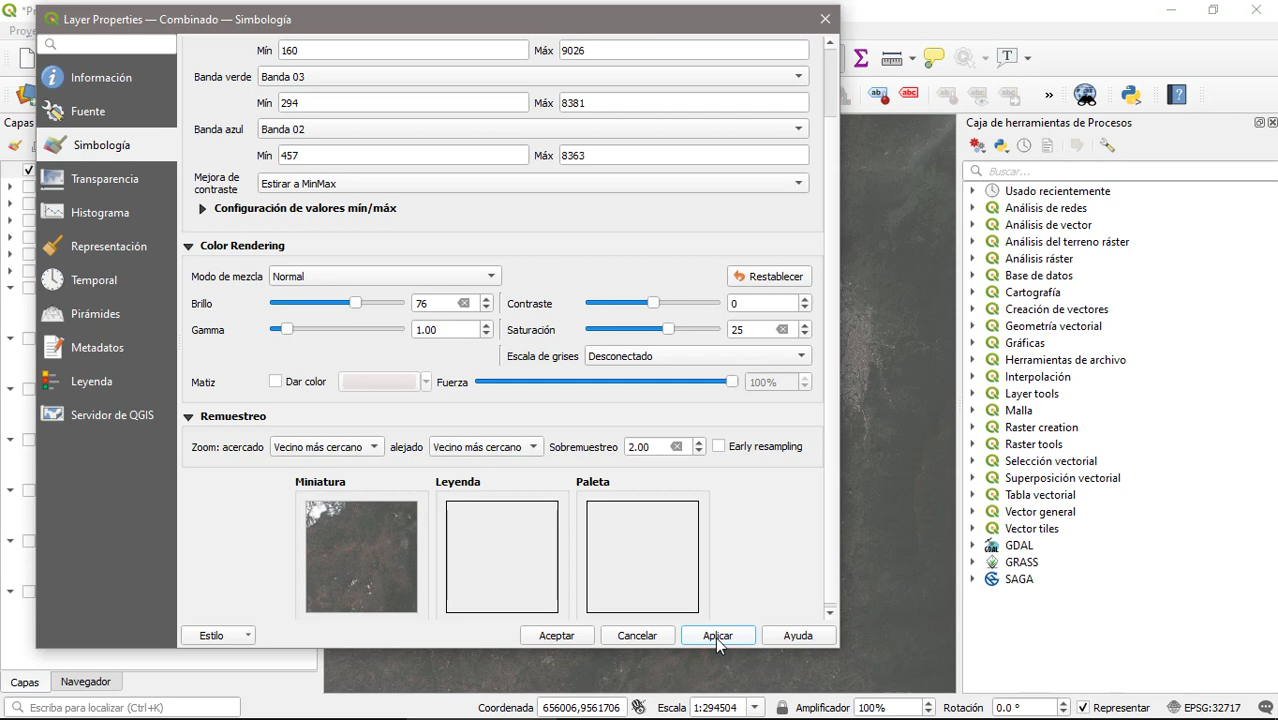 Layer Properties — Combinado — Simbología
Proye
Información
Fuente
Simbología
Transparencia
Histograma
Representación
Temporal
Pirámides
Metadatos
Leyenda
Servidor de QGIS
Mín 160 Máx 9026
Banda verde Banda 03
Mín 294 Máx 8381
Banda azul Banda 02
Mín 457 Máx 8363
Mejora de contraste Estirar a MinMax
Configuración de valores mín/máx
Color Rendering
Modo de mezcla Normal Restablecer
Brillo 76 Contraste 0
Gamma 1.00 Saturación 25
Escala de grises Desconectado
Matiz Dar color Fuerza 100%
Remuestreo
Zoom: acercado Vecino más cercano alejado Vecino más cercano Sobremuestreo 2.00 Early resampling
Miniatura Leyenda Paleta
Estilo Aceptar Cancelar Aplicar Ayuda
Capas
abc abc ab
»
Caja de herramientas de Procesos
Buscar...
Usado recientemente
Análisis de redes
Análisis de vector
Análisis del terreno ráster
Análisis ráster
Base de datos
Cartografía
Creación de vectores
Geometría vectorial
Gráficas
Herramientas de archivo
Interpolación
Layer tools
Malla
Raster creation
Raster tools
Selección vectorial
Superposición vectorial
Tabla vectorial
Vector general
Vector tiles
GDAL
GRASS
SAGA
Capas Navegador
Escriba para localizar (Ctrl+K) Coordenada 656006,9561706 Escala 1:294504 Amplificador 100% Rotación 0.0 ° Representar EPSG:32717